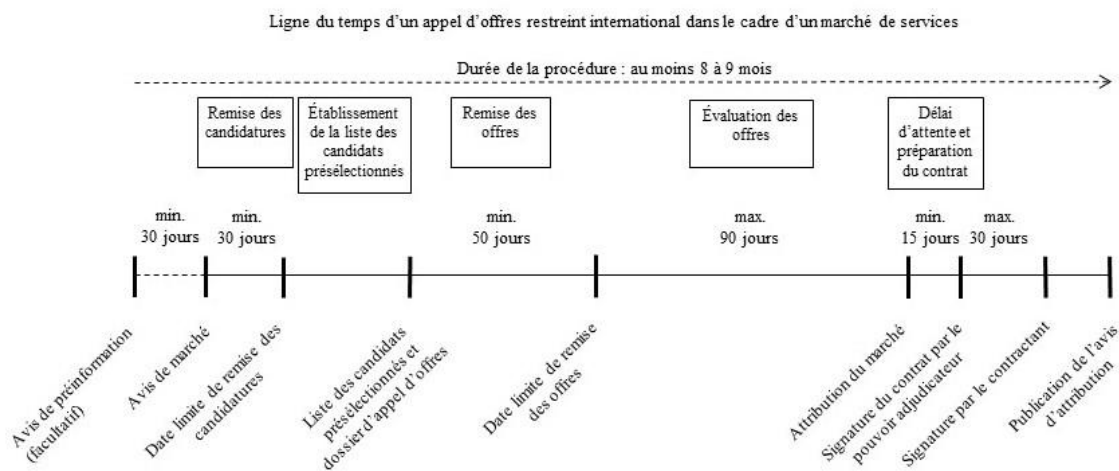 Ligne du temps d'un appel d'offres restreint international dans le cadre d'un marché de services
Durée de la procédure : au moins 8 à 9 mois
Remise des
candidatures
Établissement
de la liste des
candidats
présélectionnés
Remise des
offres
Évaluation des
offres
Délai
d'attente et
préparation
du contrat
min.
30 jours
min.
30 jours
min.
50 jours
max.
90 jours
min.
15 jours
max.
30 jours
Avis de préinformation
(facultatif)
Avis de marché
Date limite de remise des
candidatures
Liste des candidats
présélectionnés et
dossier d'appel d'offres
Date limite de remise
des offres
Attribution du marché
Signature du contrat par le
pouvoir adjudicateur
Signature par le contractant
Publication de l'avis
d'attribution